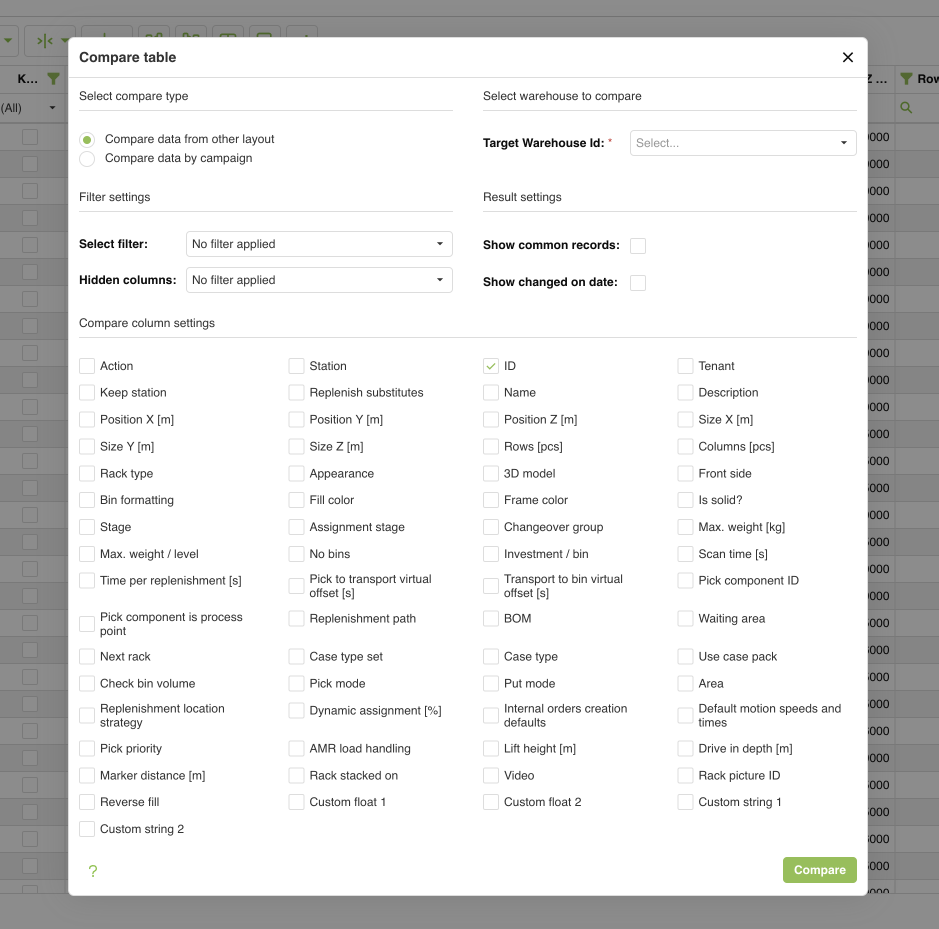 Compare table
K...
Z ...
Row
(All)
Select compare type
Select warehouse to compare
Compare data from other layout
Compare data by campaign
Target Warehouse Id: *
Select...
Filter settings
Result settings
Select filter:
No filter applied
Show common records:
Hidden columns:
No filter applied
Show changed on date:
Compare column settings
Action
Station
ID
Tenant
Keep station
Replenish substitutes
Name
Description
Position X [m]
Position Y [m]
Position Z [m]
Size X [m]
Size Y [m]
Size Z [m]
Rows [pcs]
Columns [pcs]
Rack type
Appearance
3D model
Front side
Bin formatting
Fill color
Frame color
Is solid?
Stage
Assignment stage
Changeover group
Max. weight [kg]
Max. weight / level
No bins
Investment / bin
Scan time [s]
Time per replenishment [s]
Pick to transport virtual
offset [s]
Transport to bin virtual
offset [s]
Pick component ID
Pick component is process
point
Replenishment path
BOM
Waiting area
Next rack
Case type set
Case type
Use case pack
Check bin volume
Pick mode
Put mode
Area
Replenishment location
strategy
Dynamic assignment [%]
Internal orders creation
defaults
Default motion speeds and
times
Pick priority
AMR load handling
Lift height [m]
Drive in depth [m]
Marker distance [m]
Rack stacked on
Video
Rack picture ID
Reverse fill
Custom float 1
Custom float 2
Custom string 1
Custom string 2
?
Compare